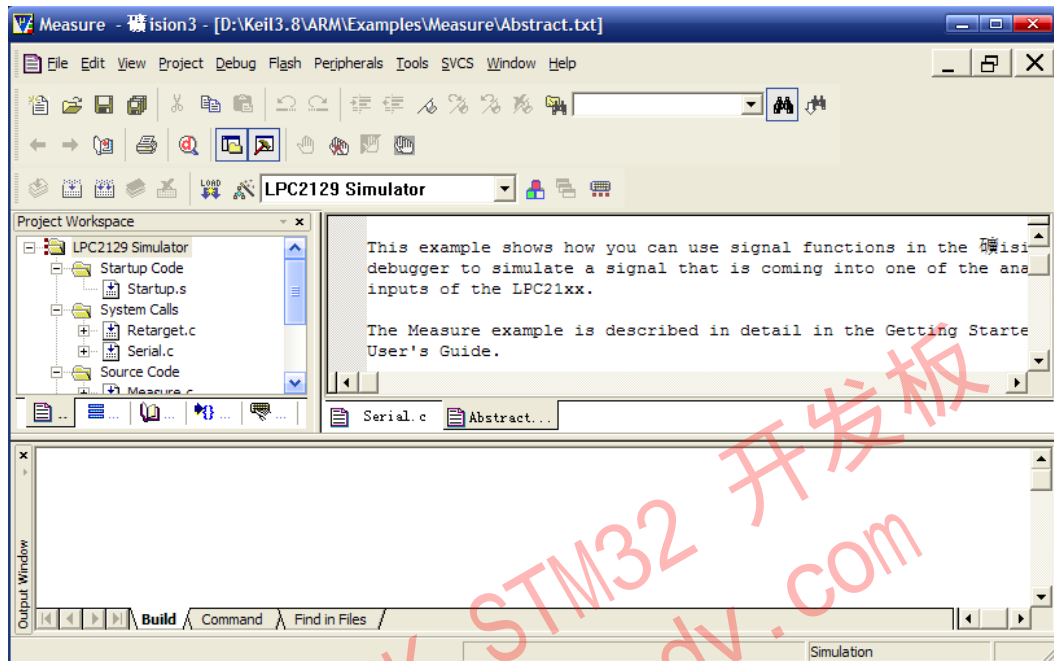 Measure - 礦ision3 - [D:\Keil3.8\ARM\Examples\Measure\Abstract.txt]
File Edit View Project Debug Flash Peripherals Tools SVCS Window Help
LOAD
LPC2129 Simulator
Project Workspace
LPC2129 Simulator
Startup Code
Startup.s
System Calls
Retarget.c
Serial.c
Source Code
Measure.c
This example shows how you can use signal functions in the 礦isi
debugger to simulate a signal that is coming into one of the ana
inputs of the LPC21xx.
The Measure example is described in detail in the Getting Starte
User's Guide.
Serial.c Abstract...
Output Window
Build Command Find in Files
Simulation
STM32 开发板
.com